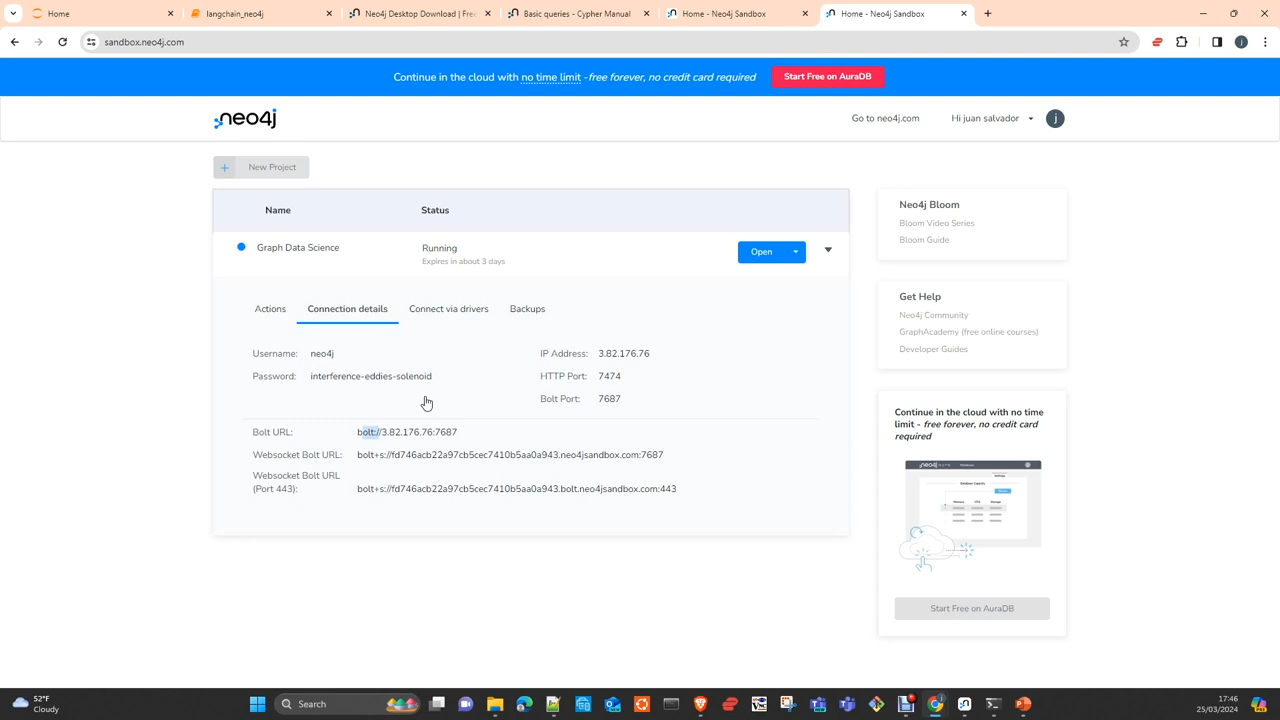 Home
langchain_neo4j
Neo4j Desktop Download | Free
Basic queries - Cypher Manual
Home - Neo4j Sandbox
Home - Neo4j Sandbox
sandbox.neo4j.com
j
Continue in the cloud with no time limit -free forever, no credit card required
Start Free on AuraDB
neo4j
Go to neo4j.com
Hi juan salvador
j
+ New Project
Name Status
Graph Data Science
Running
Expires in about 3 days
Open
Actions
Connection details
Connect via drivers
Backups
Username: neo4j
IP Address: 3.82.176.76
Password: interference-eddies-solenoid
HTTP Port: 7474
Bolt Port: 7687
Bolt URL: bolt://3.82.176.76:7687
Websocket Bolt URL: bolt+s://fd746acb22a97cb5cec7410b5aa0a943.neo4jsandbox.com:7687
Websocket Bolt URL
(Port 443): bolt+s://fd746acb22a97cb5cec7410b5aa0a943.bolt.neo4jsandbox.com:443
Neo4j Bloom
Bloom Video Series
Bloom Guide
Get Help
Neo4j Community
GraphAcademy (free online courses)
Developer Guides
Continue in the cloud with no time
limit - free forever, no credit card
required
neo4j
Start Free on AuraDB
52°F
Cloudy
Search
17:46
25/03/2024